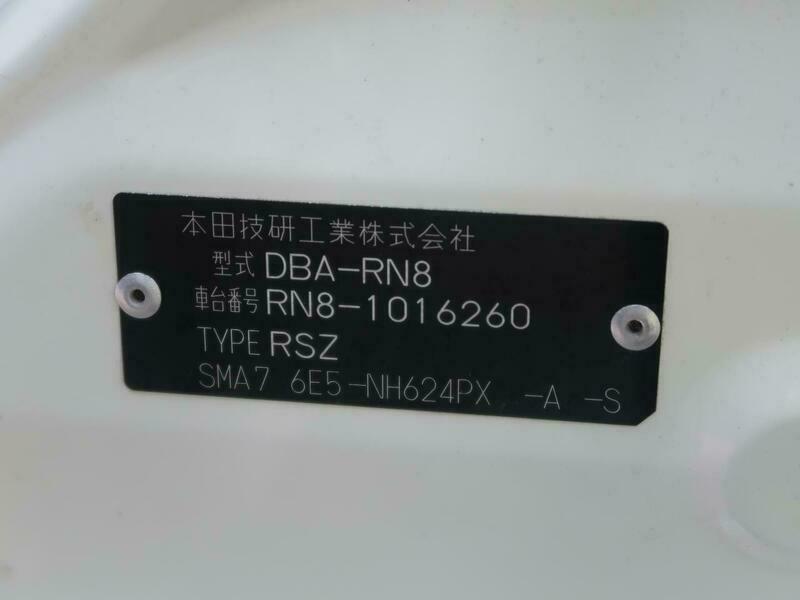 本田技研工業株式会社
型式 DBA-RN8
車台番号 RN8-1016260
TYPE RSZ
SMA7 6E5-NH624PX -A -S